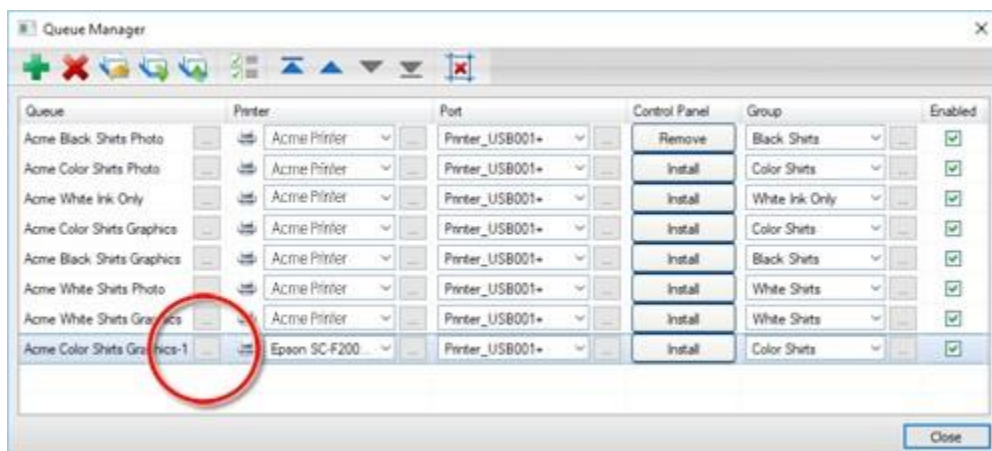 Queue Manager
Queue Printer Port Control Panel Group Enabled
Acme Black Shirts Photo ... Acme Printer ... Printer_USB001+ ... Remove Black Shirts ...
Acme Color Shirts Photo ... Acme Printer ... Printer_USB001+ ... Install Color Shirts ...
Acme White Ink Only ... Acme Printer ... Printer_USB001+ ... Install White Ink Only ...
Acme Color Shirts Graphics ... Acme Printer ... Printer_USB001+ ... Install Color Shirts ...
Acme Black Shirts Graphics ... Acme Printer ... Printer_USB001+ ... Install Black Shirts ...
Acme White Shirts Photo ... Acme Printer ... Printer_USB001+ ... Install White Shirts ...
Acme White Shirts Graphics ... Acme Printer ... Printer_USB001+ ... Install White Shirts ...
Acme Color Shirts Graphics-1 ... Epson SC-F200... ... Printer_USB001+ ... Install Color Shirts ...
Close